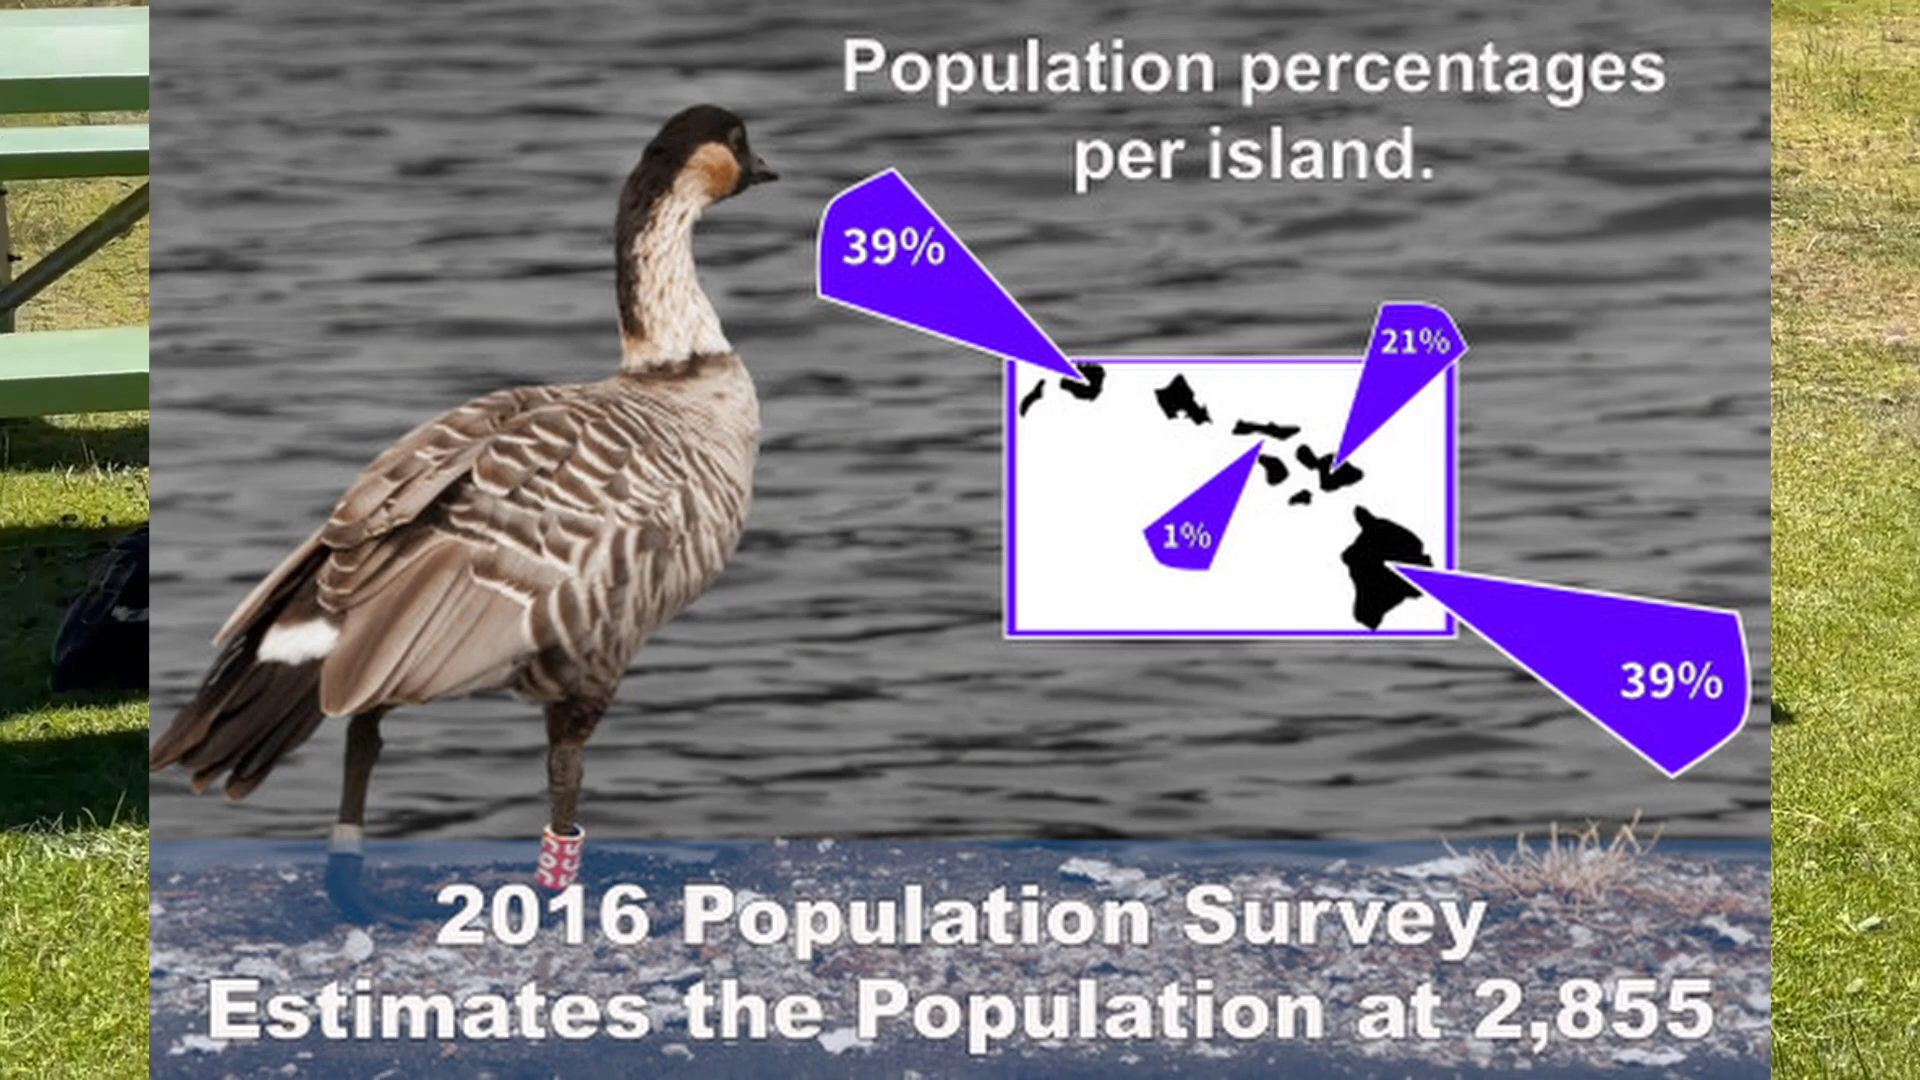 Population percentages
per island.
39%
21%
1%
39%
2016 Population Survey
Estimates the Population at 2,855